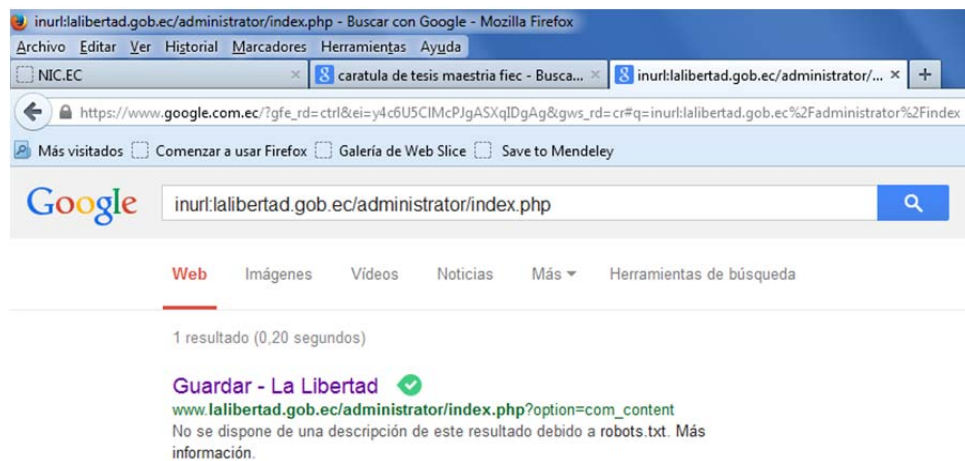 inurl:lalibertad.gob.ec/administrator/index.php - Buscar con Google - Mozilla Firefox
Archivo Editar Ver Historial Marcadores Herramientas Ayuda
NIC.EC × caratula de tesis maestria fiec - Busca... × inurl:lalibertad.gob.ec/administrator/... × +
https://www.google.com.ec/?gfe_rd=ctrl&ei=y4c6U5CIMcPJgASXqIDgAg&gws_rd=cr#q=inurl:lalibertad.gob.ec%2Fadministrator%2Findex
Más visitados Comenzar a usar Firefox Galería de Web Slice Save to Mendeley
Google inurl:lalibertad.gob.ec/administrator/index.php
Web Imágenes Vídeos Noticias Más Herramientas de búsqueda
1 resultado (0,20 segundos)
Guardar - La Libertad
www.lalibertad.gob.ec/administrator/index.php?option=com_content
No se dispone de una descripción de este resultado debido a robots.txt. Más
información.